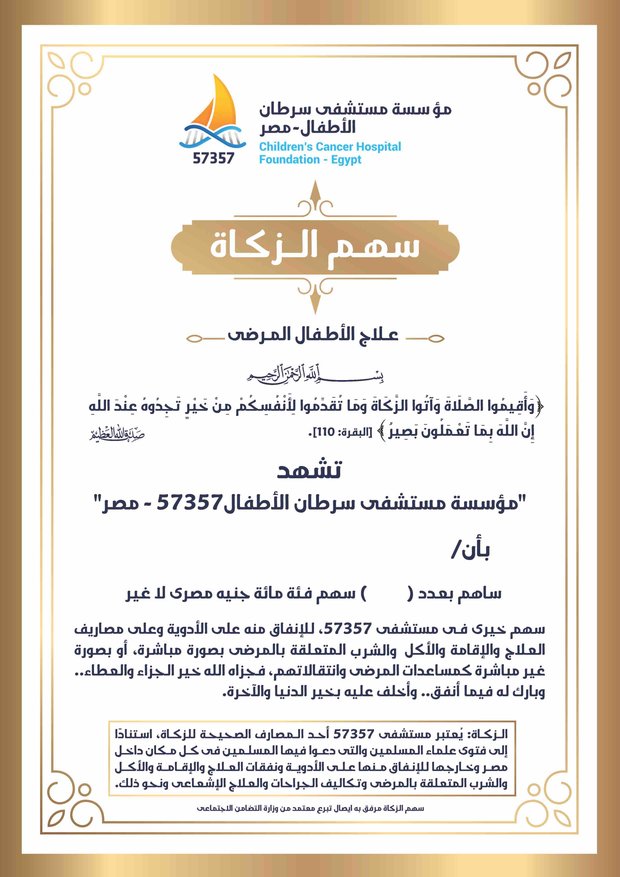 مؤسسة مستشفى سرطان
الأطفال-مصر
Children's Cancer Hospital
Foundation - Egypt
57357
سهم الزكاة
علاج الأطفال المرضى
بسم الله الرحمن الرحيم
﴿وَأَقِيمُوا الصَّلَاةَ وَآتُوا الزَّكَاةَ وَمَا تُقَدِّمُوا لِأَنْفُسِكُمْ مِنْ خَيْرٍ تَجِدُوهُ عِنْدَ اللَّهِ
إِنَّ اللَّهَ بِمَا تَعْمَلُونَ بَصِيرٌ﴾ [البقرة: 110]. صدق الله العظيم
تشهد
"مؤسسة مستشفى سرطان الأطفال57357 - مصر"
بأن/
ساهم بعدد ( ) سهم فئة مائة جنيه مصرى لا غير
سهم خيرى فى مستشفى 57357، للإنفاق منه على الأدوية وعلى مصاريف
العلاج والإقامة والأكل والشرب المتعلقة بالمرضى بصورة مباشرة، أو بصورة
غير مباشرة كمساعدات المرضى وانتقالاتهم، فجزاه الله خير الجزاء والعطاء..
وبارك له فيما أنفق.. وأخلف عليه بخير الدنيا والآخرة.
الزكاة: يُعتبر مستشفى 57357 أحد المصارف الصحيحة للزكاة، استنادًا
إلى فتوى علماء المسلمين والتى دعوا فيها المسلمين فى كل مكان داخل
مصر وخارجها للإنفاق منها على الأدوية ونفقات العلاج والإقامة والأكل
والشرب المتعلقة بالمرضى وتكاليف الجراحات والعلاج الإشعاعى ونحو ذلك.
سهم الزكاة مرفق به ايصال تبرع معتمد من وزارة التضامن الاجتماعى